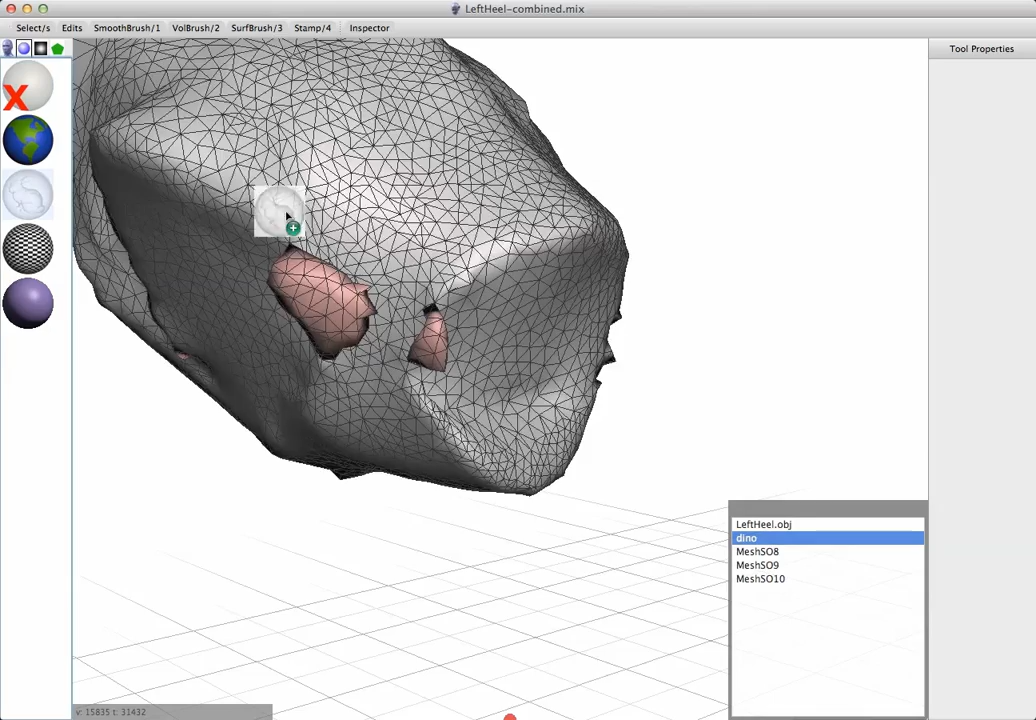 LeftHeel-combined.mix
Select/s Edits SmoothBrush/1 VolBrush/2 SurfBrush/3 Stamp/4 Inspector
Tool Properties
X
LeftHeel.obj
dino
MeshSO8
MeshSO9
MeshSO10
v: 15835 t: 31432